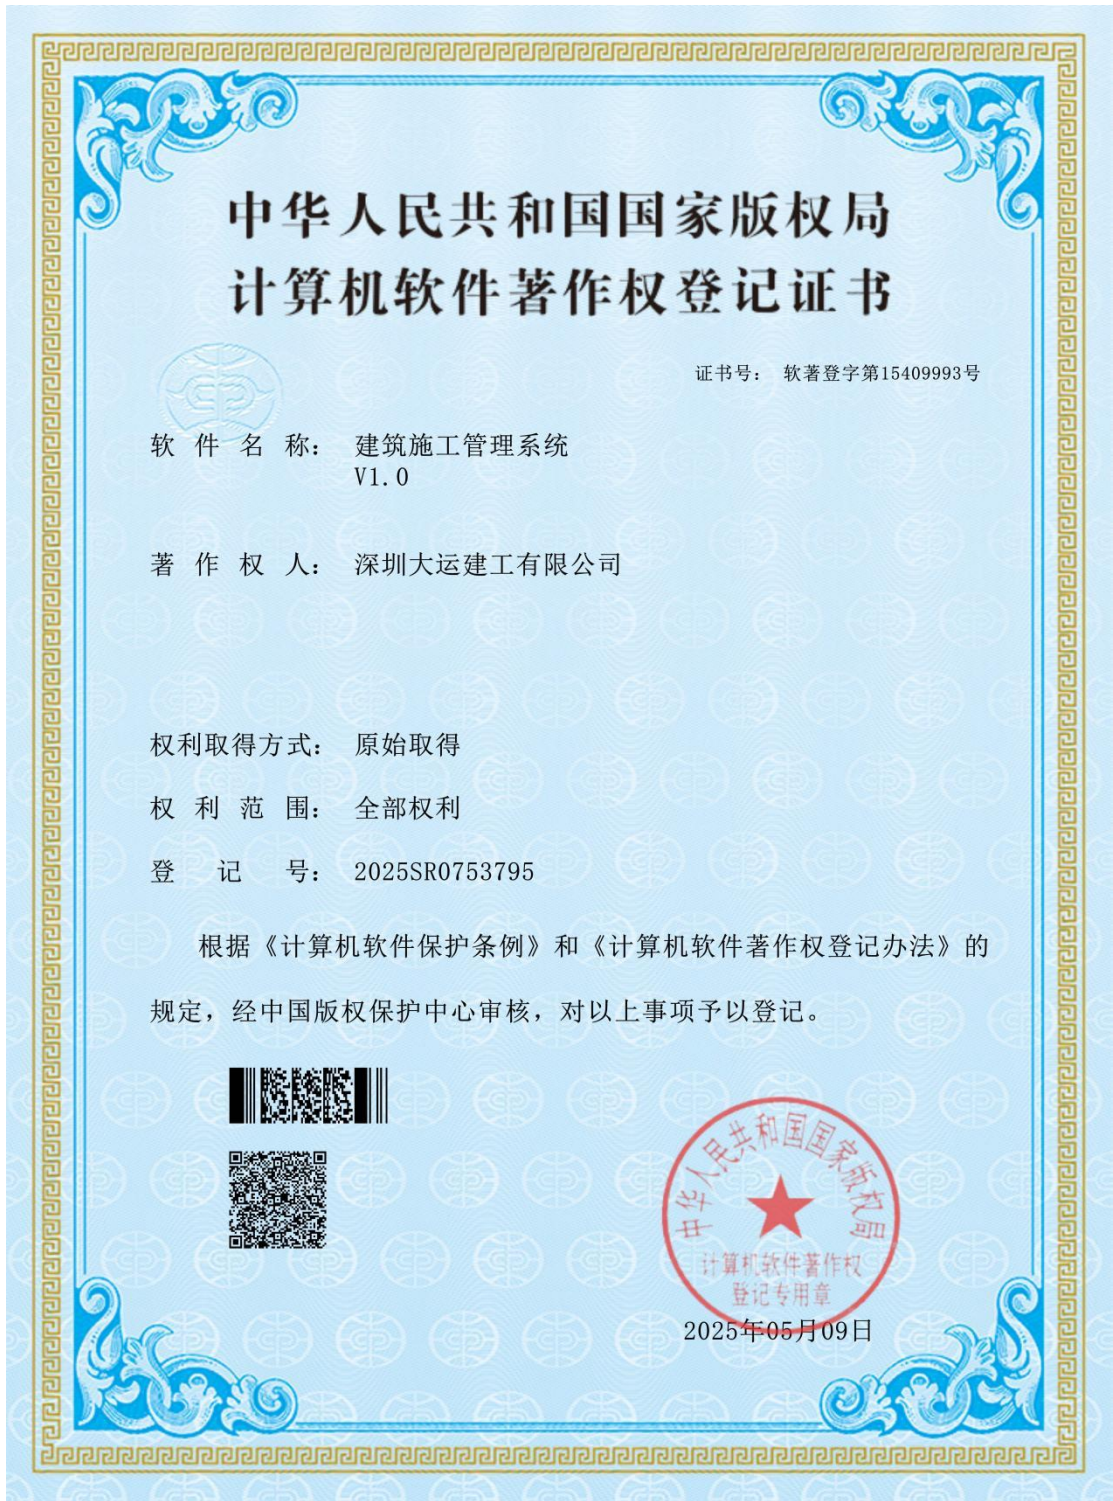 中华人民共和国国家版权局
计算机软件著作权登记证书
证书号： 软著登字第15409993号
软件名称： 建筑施工管理系统
V1.0
著作权人： 深圳大运建工有限公司
权利取得方式： 原始取得
权利范围： 全部权利
登记号： 2025SR0753795
根据《计算机软件保护条例》和《计算机软件著作权登记办法》的
规定，经中国版权保护中心审核，对以上事项予以登记。
中华人民共和国国家版权局
计算机软件著作权
登记专用章
2025年05月09日